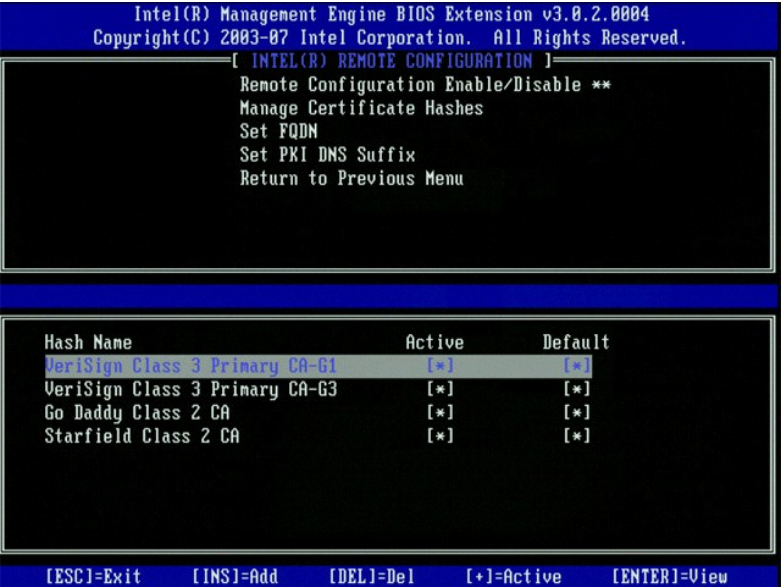 Intel(R) Management Engine BIOS Extension v3.0.2.0004
Copyright(C) 2003-07 Intel Corporation. All Rights Reserved.
[ INTEL(R) REMOTE CONFIGURATION ]
Remote Configuration Enable/Disable **
Manage Certificate Hashes
Set FQDN
Set PKI DNS Suffix
Return to Previous Menu
Hash Name Active Default
VeriSign Class 3 Primary CA-G1 [*] [*]
VeriSign Class 3 Primary CA-G3 [*] [*]
Go Daddy Class 2 CA [*] [*]
Starfield Class 2 CA [*] [*]
[ESC]=Exit [INS]=Add [DEL]=Del [+]=Active [ENTER]=View